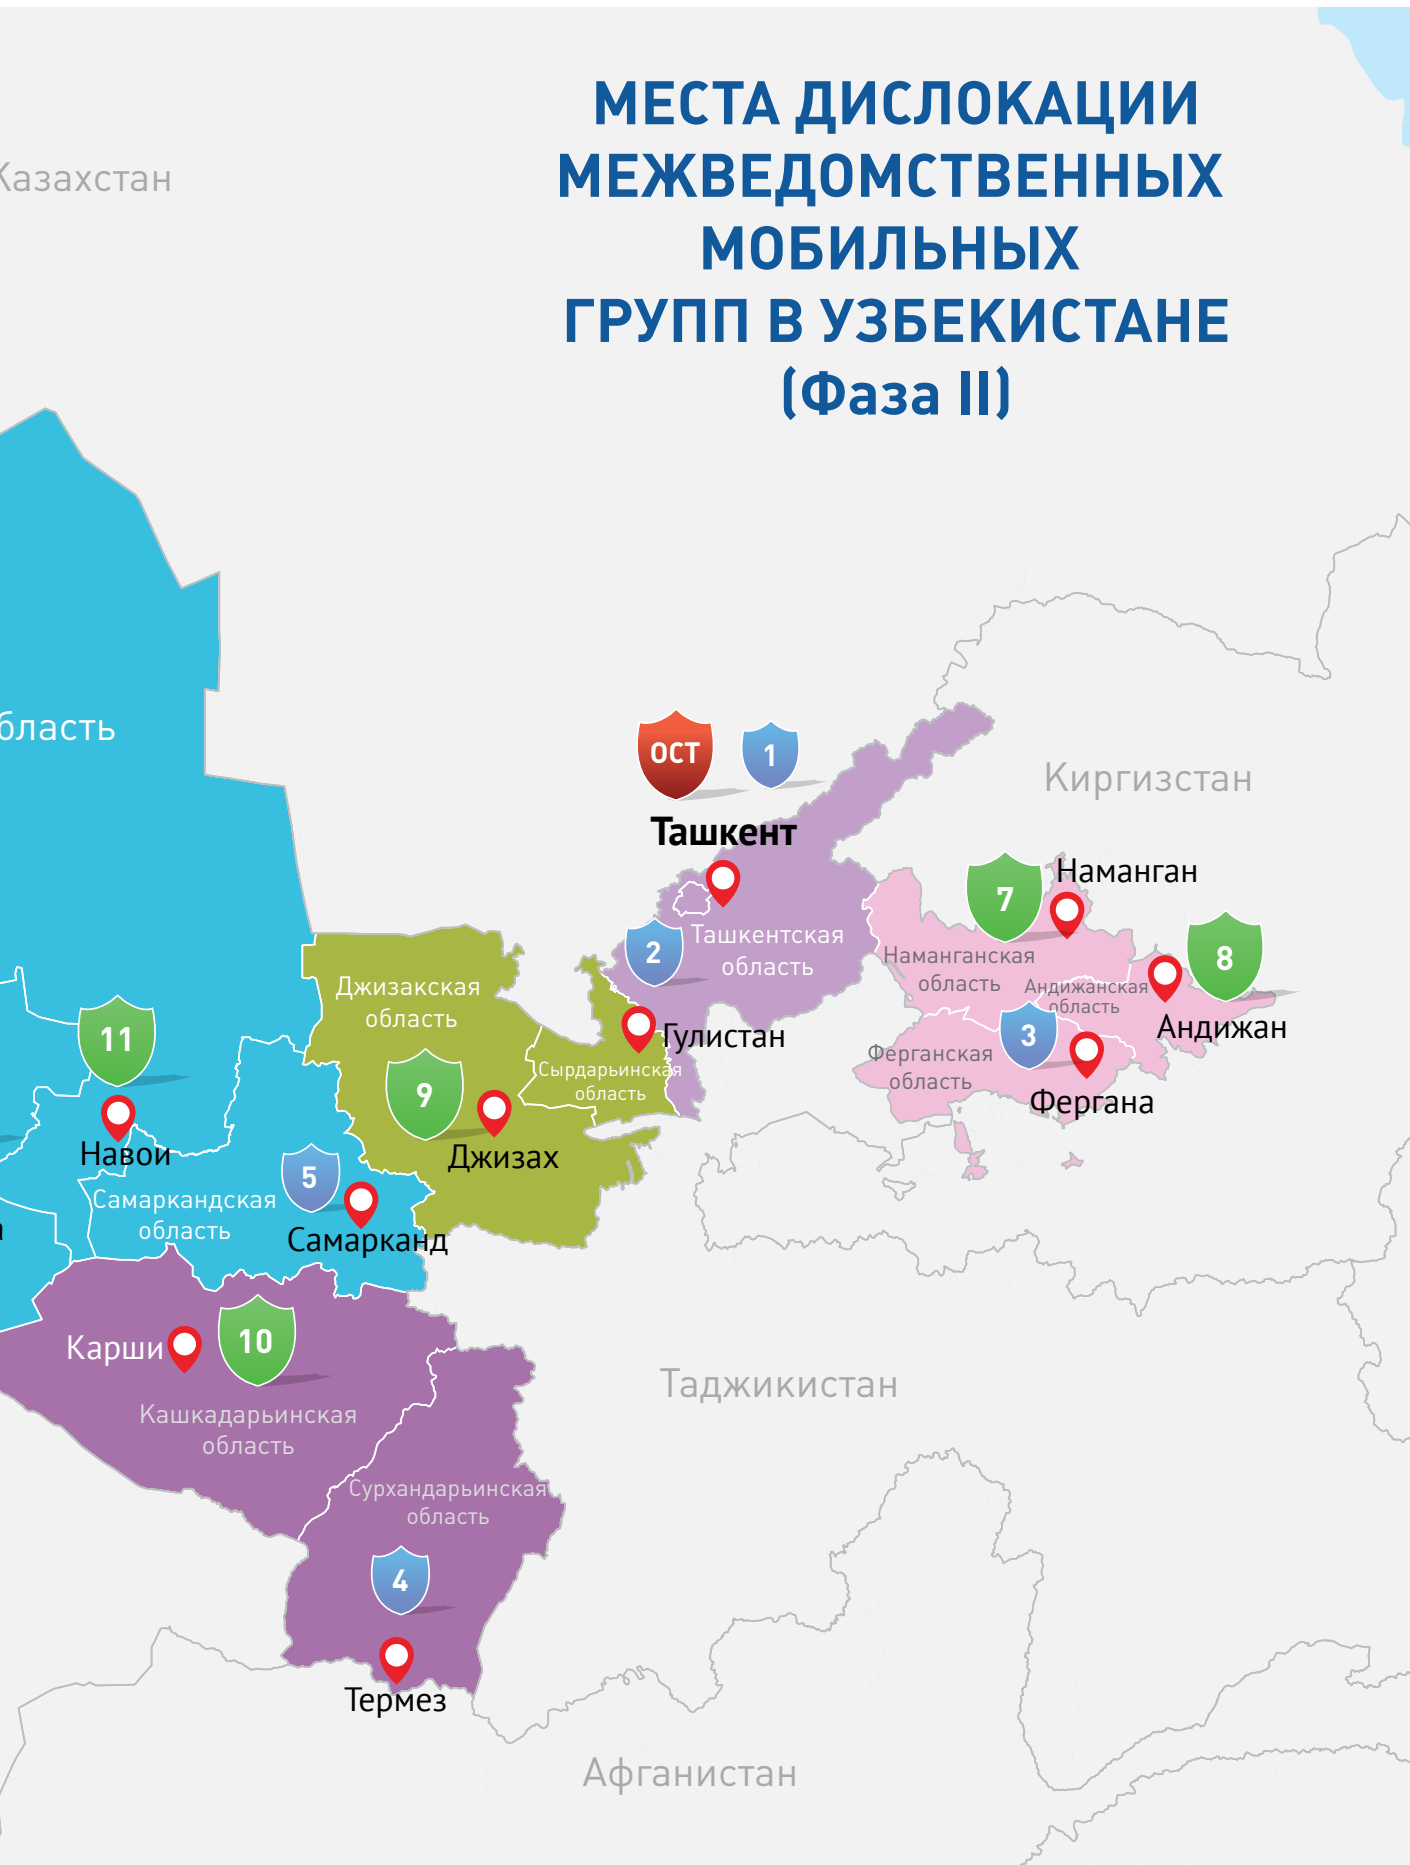 МЕСТА ДИСЛОКАЦИИ
МЕЖВЕДОМСТВЕННЫХ
МОБИЛЬНЫХ
ГРУПП В УЗБЕКИСТАНЕ
(Фаза II)
Казахстан
бласть
ОСТ
1
Ташкент
Киргизстан
7
Наманган
2
Ташкентская
область
8
Наманганская
область
Андижанская
область
Андижан
Джизакская
область
Гулистан
3
11
Ферганская
область
Фергана
Сырдарьинская
область
9
Джизах
Навои
5
Самаркандская
область
а
Самарканд
Карши
10
Таджикистан
Кашкадарьинская
область
Сурхандарьинская
область
4
Термез
Афганистан